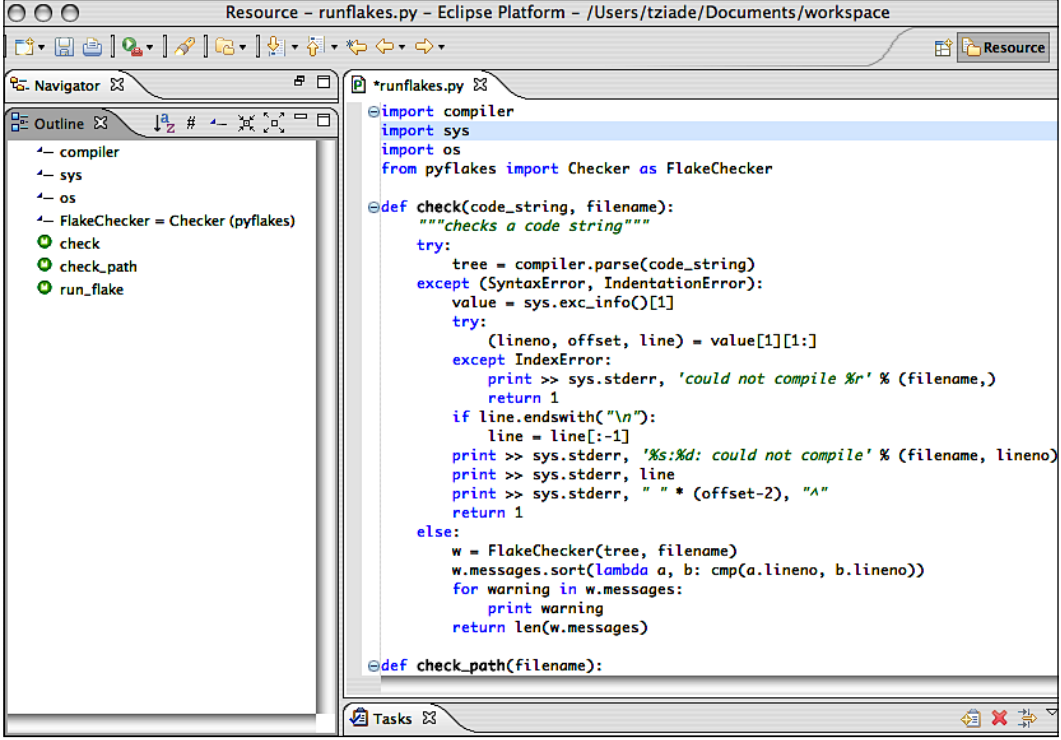 Resource – runflakes.py – Eclipse Platform – /Users/tziade/Documents/workspace
Resource
Navigator
Outline
compiler
sys
os
FlakeChecker = Checker (pyflakes)
check
check_path
run_flake
*runflakes.py
import compiler
import sys
import os
from pyflakes import Checker as FlakeChecker
def check(code_string, filename):
"""checks a code string"""
try:
tree = compiler.parse(code_string)
except (SyntaxError, IndentationError):
value = sys.exc_info()[1]
try:
(lineno, offset, line) = value[1][1:]
except IndexError:
print >> sys.stderr, 'could not compile %r' % (filename,)
return 1
if line.endswith("\n"):
line = line[:-1]
print >> sys.stderr, '%s:%d: could not compile' % (filename, lineno)
print >> sys.stderr, line
print >> sys.stderr, " " * (offset-2), "^"
return 1
else:
w = FlakeChecker(tree, filename)
w.messages.sort(lambda a, b: cmp(a.lineno, b.lineno))
for warning in w.messages:
print warning
return len(w.messages)
def check_path(filename):
Tasks